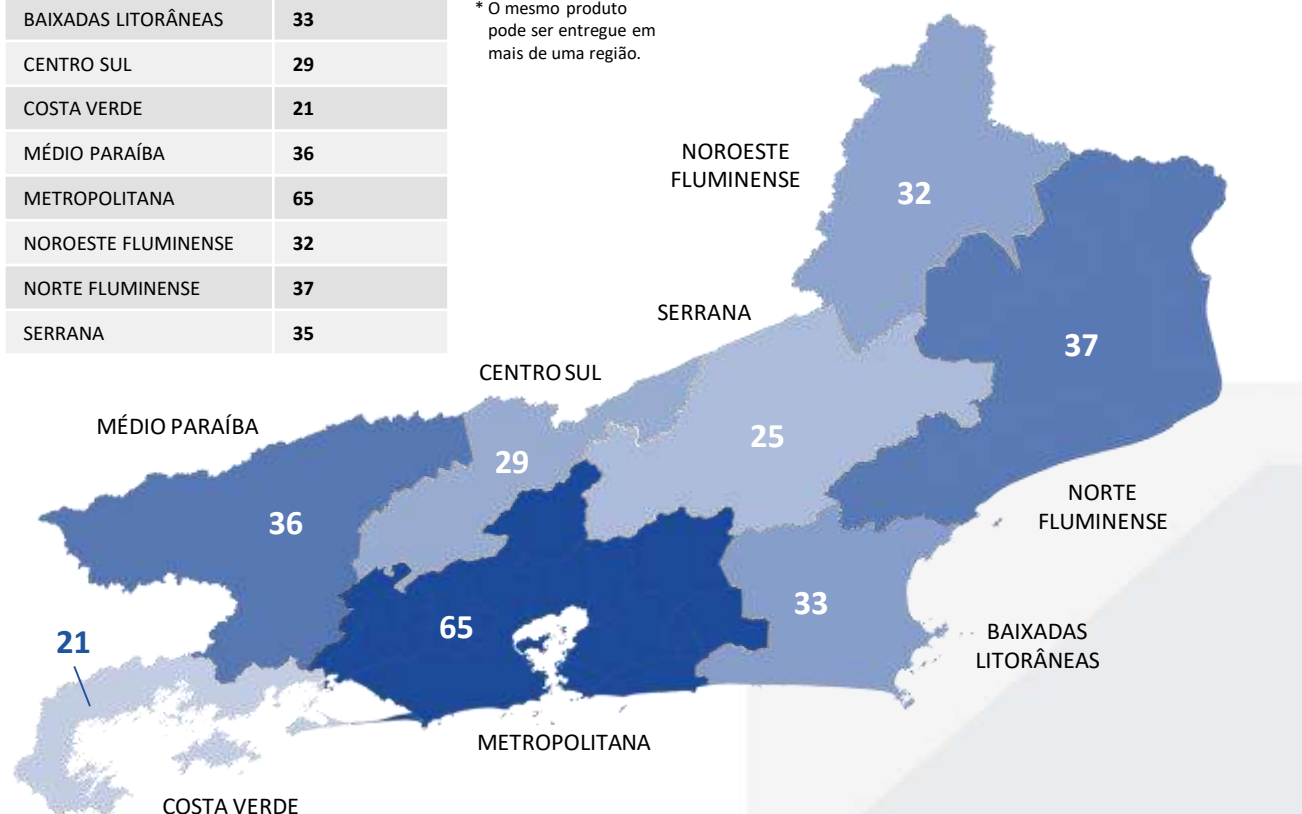 BAIXADAS LITORÂNEAS 33
CENTRO SUL 29
COSTA VERDE 21
MÉDIO PARAÍBA 36
METROPOLITANA 65
NOROESTE FLUMINENSE 32
NORTE FLUMINENSE 37
SERRANA 35
* O mesmo produto
pode ser entregue em
mais de uma região.
NOROESTE
FLUMINENSE
32
SERRANA
37
CENTRO SUL
MÉDIO PARAÍBA
25
29
NORTE
FLUMINENSE
36
33
65
21
BAIXADAS
LITORÂNEAS
METROPOLITANA
COSTA VERDE